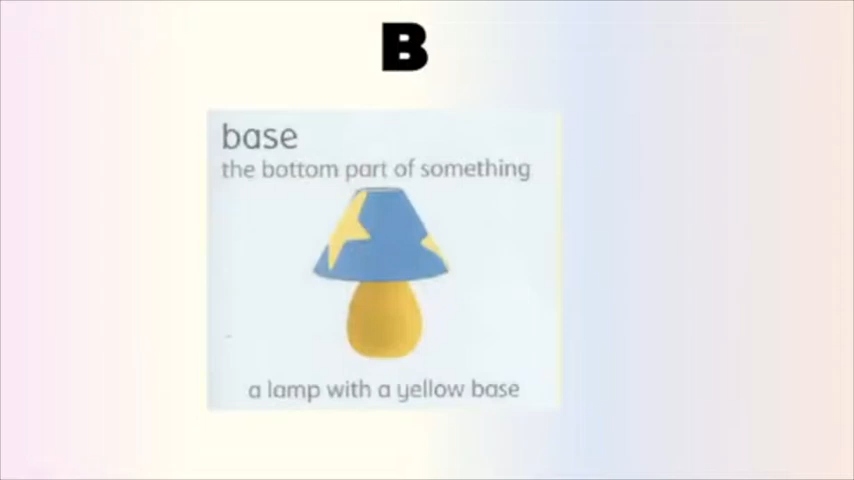 B
base
the bottom part of something
a lamp with a yellow base